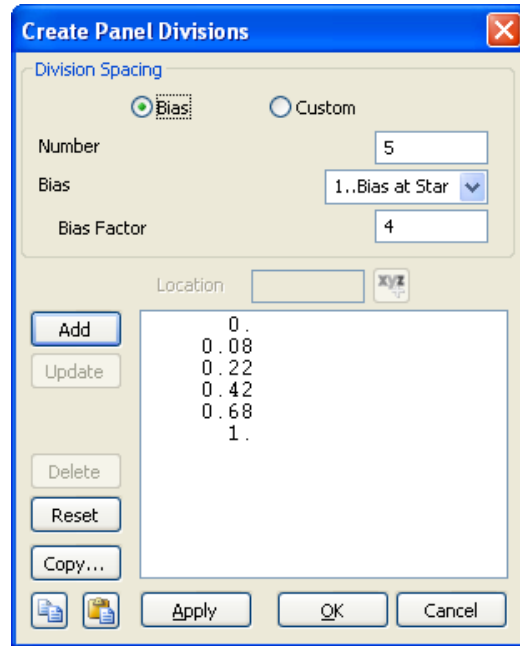 Create Panel Divisions
Division Spacing
Bias Custom
Number 5
Bias 1..Bias at Star
Bias Factor 4
Location xyz
Add
Update
Delete
Reset
Copy...
0.
0.08
0.22
0.42
0.68
1.
Apply OK Cancel